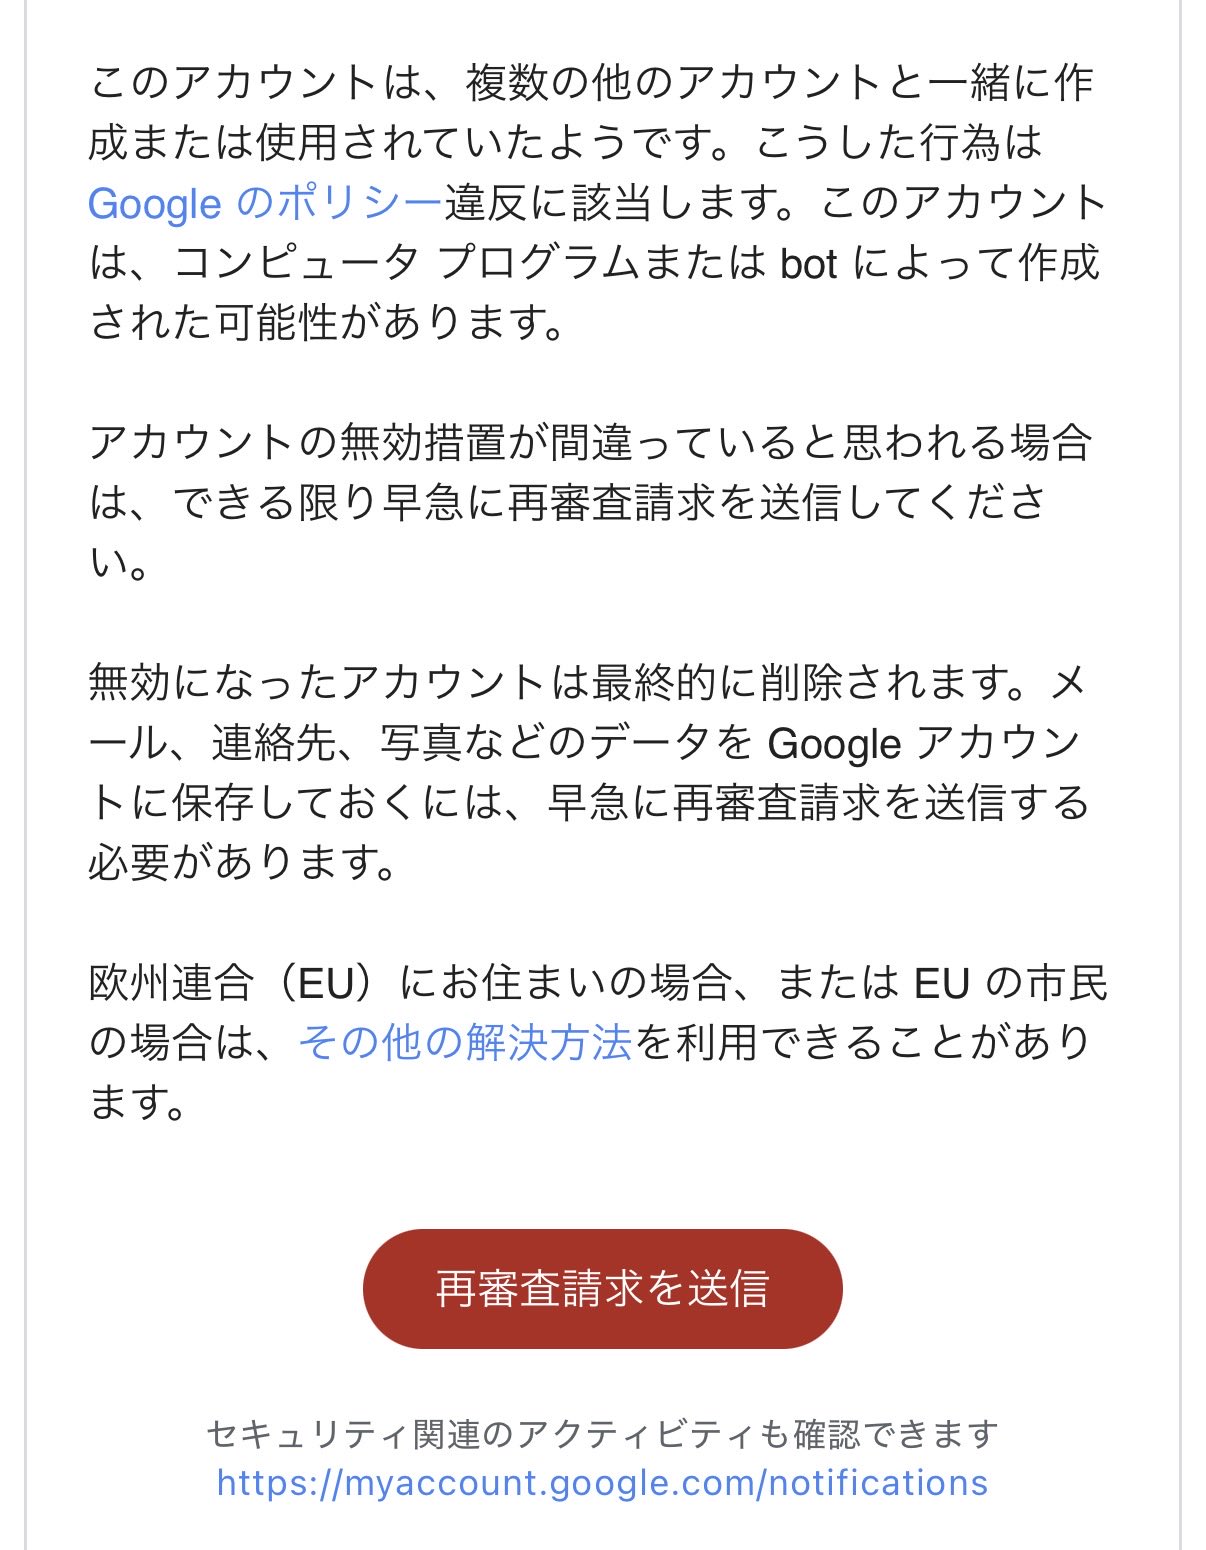 このアカウントは、複数の他のアカウントと一緒に作
成または使用されていたようです。こうした行為は
Google のポリシー違反に該当します。このアカウント
は、コンピュータ プログラムまたは bot によって作成
された可能性があります。
アカウントの無効措置が間違っていると思われる場合
は、できる限り早急に再審査請求を送信してくださ
い。
無効になったアカウントは最終的に削除されます。メ
ール、連絡先、写真などのデータを Google アカウン
トに保存しておくには、早急に再審査請求を送信する
必要があります。
欧州連合（EU）にお住まいの場合、または EU の市民
の場合は、その他の解決方法を利用できることがあり
ます。
再審査請求を送信
セキュリティ関連のアクティビティも確認できます
https://myaccount.google.com/notifications